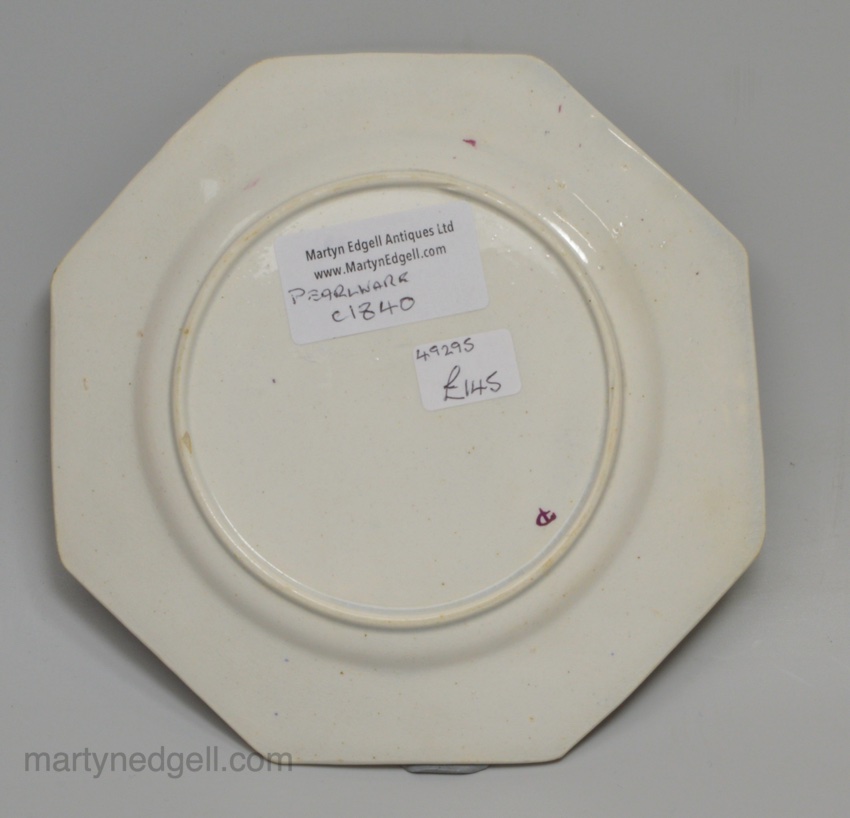 Martyn Edgell Antiques Ltd
www.MartynEdgell.com
PEARLWARE
c1840
49295
£145
martynedgell.com